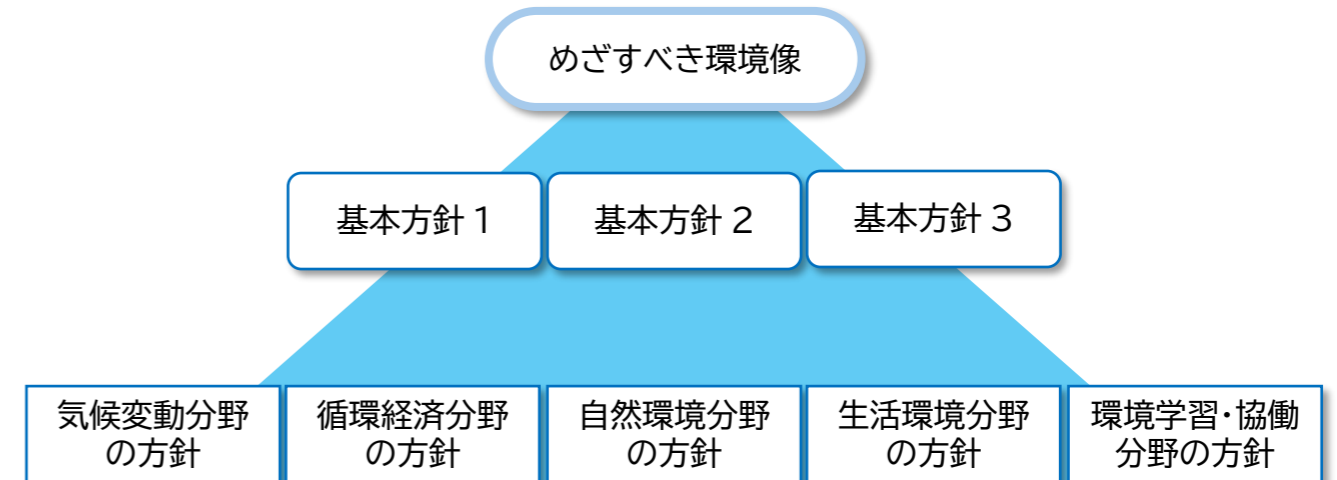 めざすべき環境像
基本方針 1
基本方針 2
基本方針 3
気候変動分野
の方針
循環経済分野
の方針
自然環境分野
の方針
生活環境分野
の方針
環境学習・協働
分野の方針